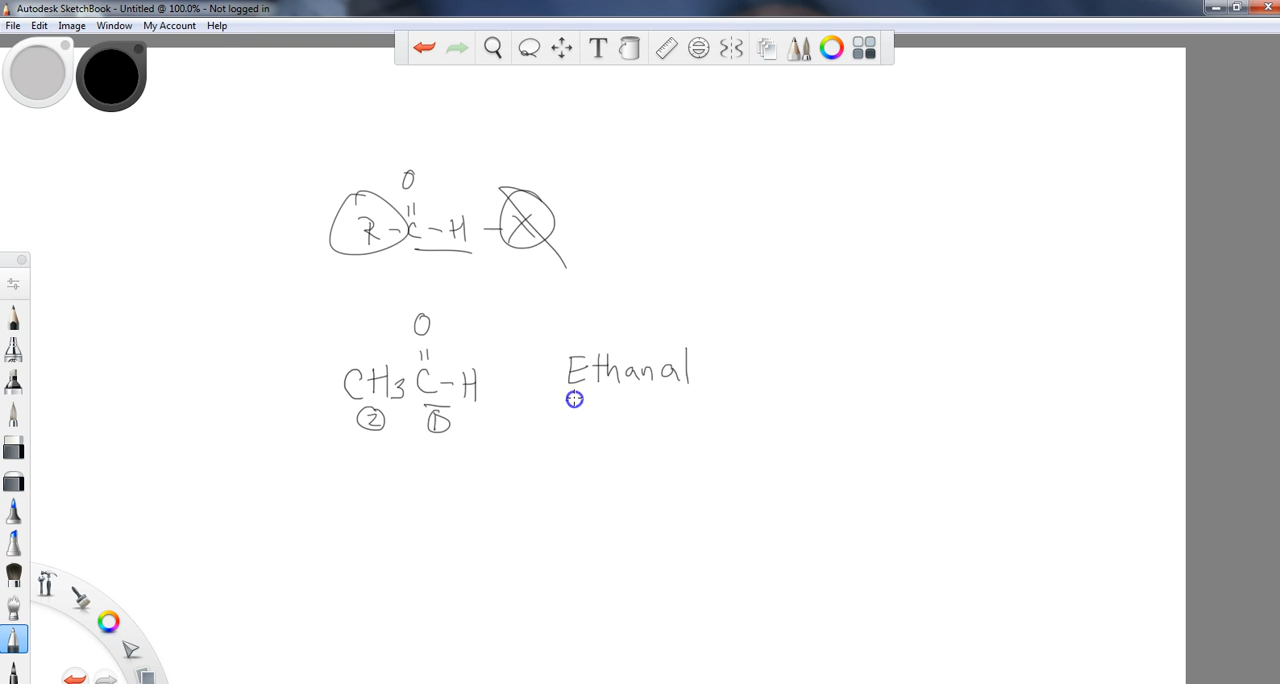 Autodesk SketchBook - Untitled @ 100.0% - Not logged in
File Edit Image Window My Account Help
T
O
R - C - H - X
O
CH3 C - H Ethanal
2 1